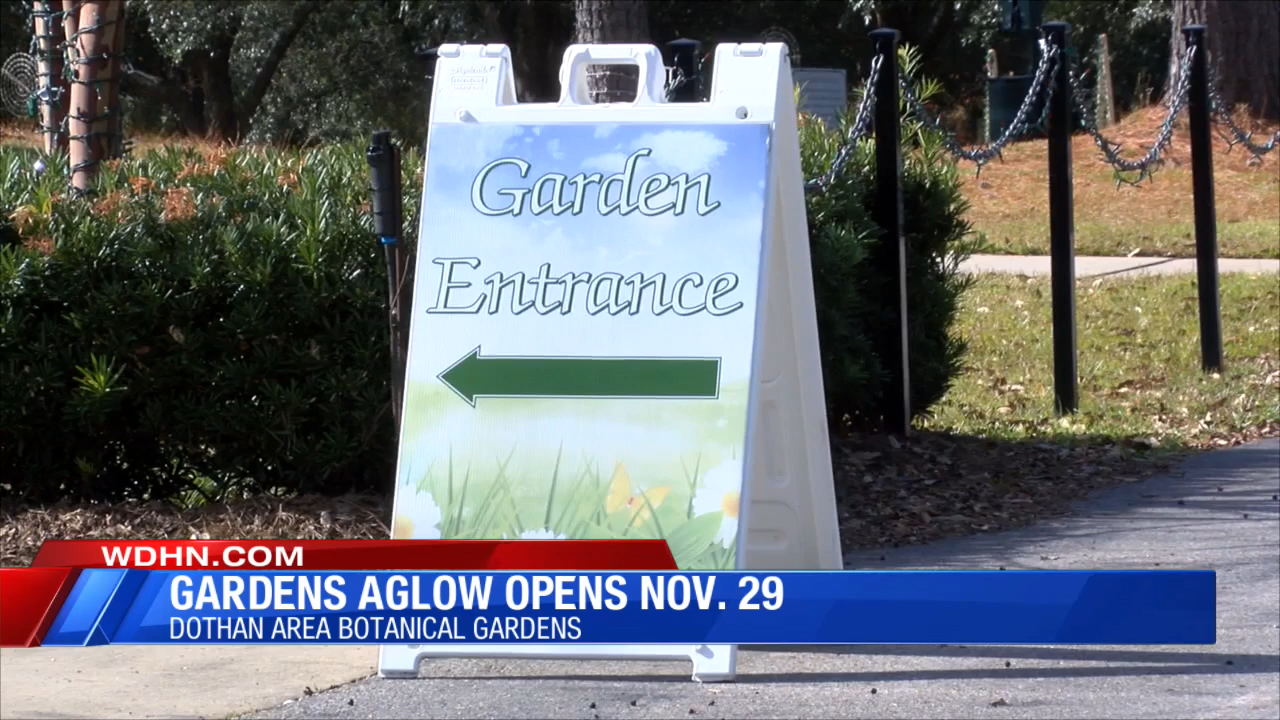 Garden
Entrance
WDHN.COM
GARDENS AGLOW OPENS NOV. 29
DOTHAN AREA BOTANICAL GARDENS